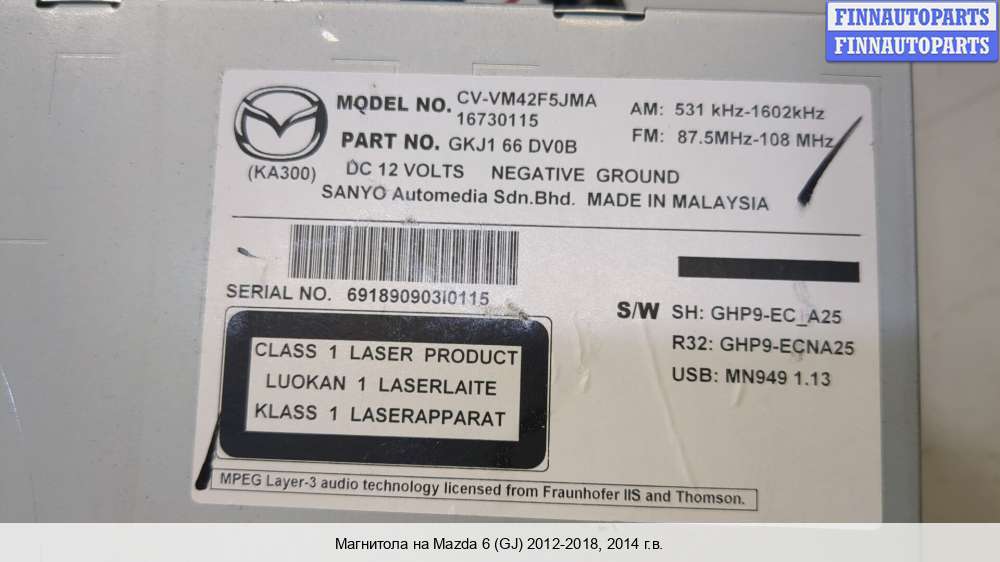 FINNAUTOPARTS
FINNAUTOPARTS
MODEL NO. CV-VM42F5JMA
16730115
AM: 531 kHz-1602kHz
PART NO. GKJ1 66 DV0B
FM: 87.5MHz-108 MHz
(KA300)
DC 12 VOLTS NEGATIVE GROUND
SANYO Automedia Sdn.Bhd. MADE IN MALAYSIA
SERIAL NO. 691890903I0115
S/W SH: GHP9-EC_A25
R32: GHP9-ECNA25
USB: MN949 1.13
CLASS 1 LASER PRODUCT
LUOKAN 1 LASERLAITE
KLASS 1 LASERAPPARAT
MPEG Layer-3 audio technology licensed from Fraunhofer IIS and Thomson.
Магнитола на Mazda 6 (GJ) 2012-2018, 2014 г.в.